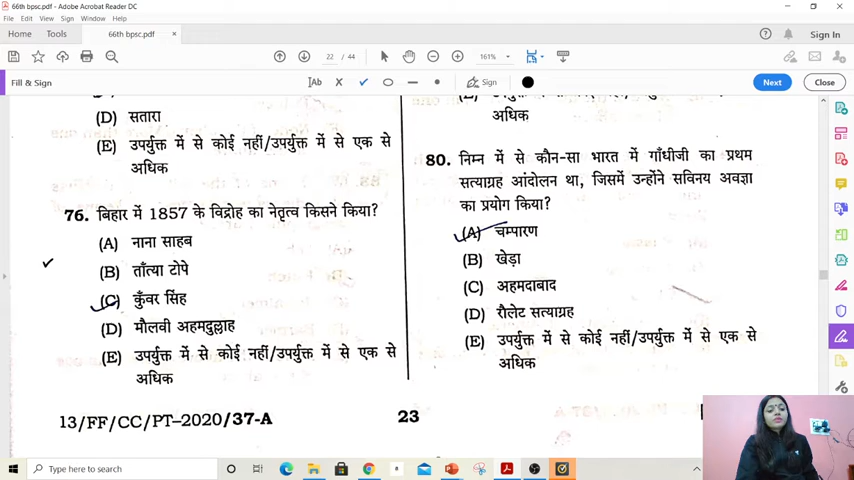 66th bpsc.pdf - Adobe Acrobat Reader DC
File Edit View Sign Window Help
Home Tools 66th bpsc.pdf × Sign In
22 / 44 161%
Fill & Sign Ab Sign Next Close
(D) सतारा
(E) उपर्युक्त में से कोई नहीं/उपर्युक्त में से एक से
अधिक
76. बिहार में 1857 के विद्रोह का नेतृत्व किसने किया?
(A) नाना साहब
(B) ताँत्या टोपे
(C) कुँवर सिंह
(D) मौलवी अहमदुल्लाह
(E) उपर्युक्त में से कोई नहीं/उपर्युक्त में से एक से
अधिक
अधिक
80. निम्न में से कौन-सा भारत में गाँधीजी का प्रथम
सत्याग्रह आंदोलन था, जिसमें उन्होंने सविनय अवज्ञा
का प्रयोग किया?
(A) चम्पारण
(B) खेड़ा
(C) अहमदाबाद
(D) रौलेट सत्याग्रह
(E) उपर्युक्त में से कोई नहीं/उपर्युक्त में से एक से
अधिक
13/FF/CC/PT–2020/37-A 23
Type here to search